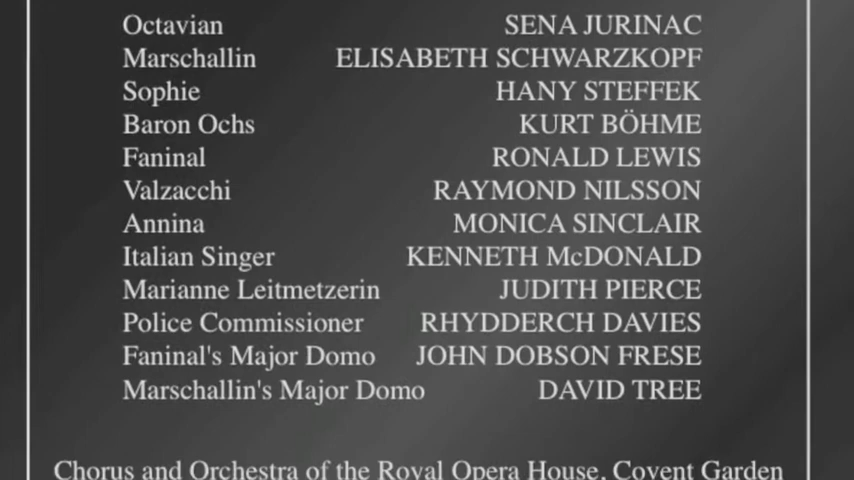 Octavian SENA JURINAC
Marschallin ELISABETH SCHWARZKOPF
Sophie HANY STEFFEK
Baron Ochs KURT BÖHME
Faninal RONALD LEWIS
Valzacchi RAYMOND NILSSON
Annina MONICA SINCLAIR
Italian Singer KENNETH McDONALD
Marianne Leitmetzerin JUDITH PIERCE
Police Commissioner RHYDDERCH DAVIES
Faninal's Major Domo JOHN DOBSON FRESE
Marschallin's Major Domo DAVID TREE
Chorus and Orchestra of the Royal Opera House, Covent Garden